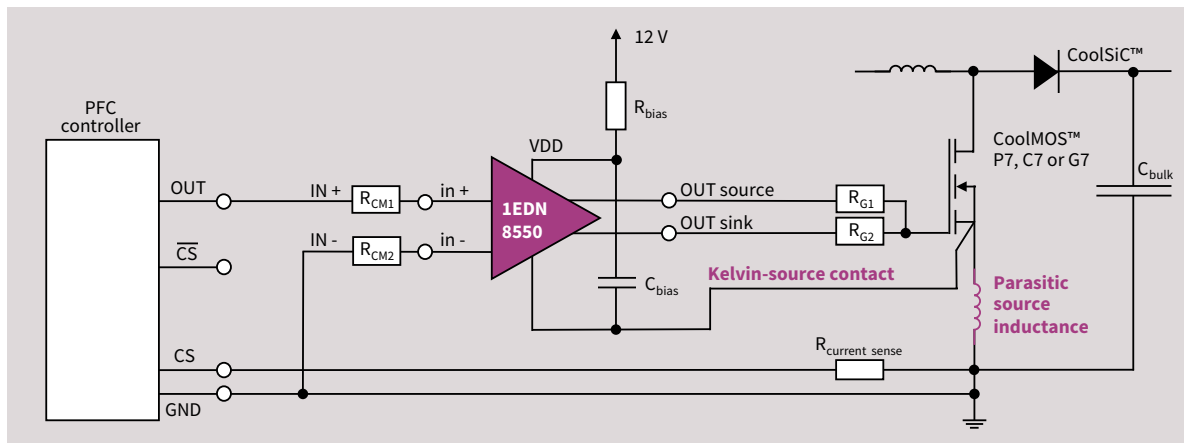 12 V
CoolSiC™
PFC
controller
R bias
CoolMOS™
P7, C7 or G7
VDD
C bulk
OUT
IN +
R CM1
in +
OUT source
R G1
1EDN
8550
CS
IN -
R CM2
in -
OUT sink
R G2
Kelvin-source contact
C bias
Parasitic
source
inductance
R current sense
CS
GND